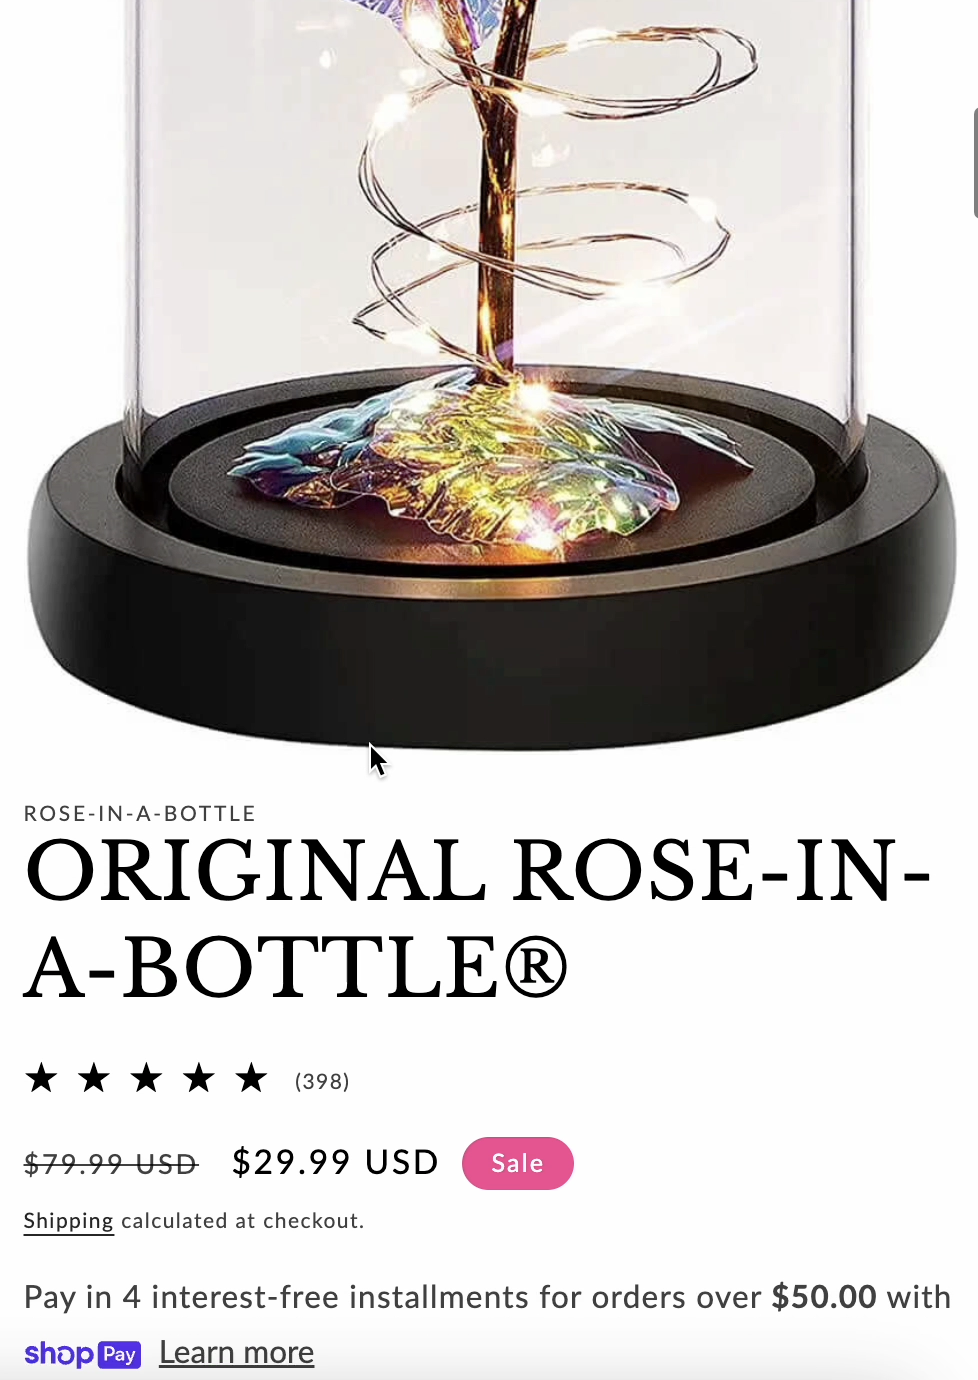 ROSE-IN-A-BOTTLE
ORIGINAL ROSE-IN-
A-BOTTLE®
★ ★ ★ ★ ★ (398)
$79.99 USD $29.99 USD Sale
Shipping calculated at checkout.
Pay in 4 interest-free installments for orders over $50.00 with
shop Pay Learn more